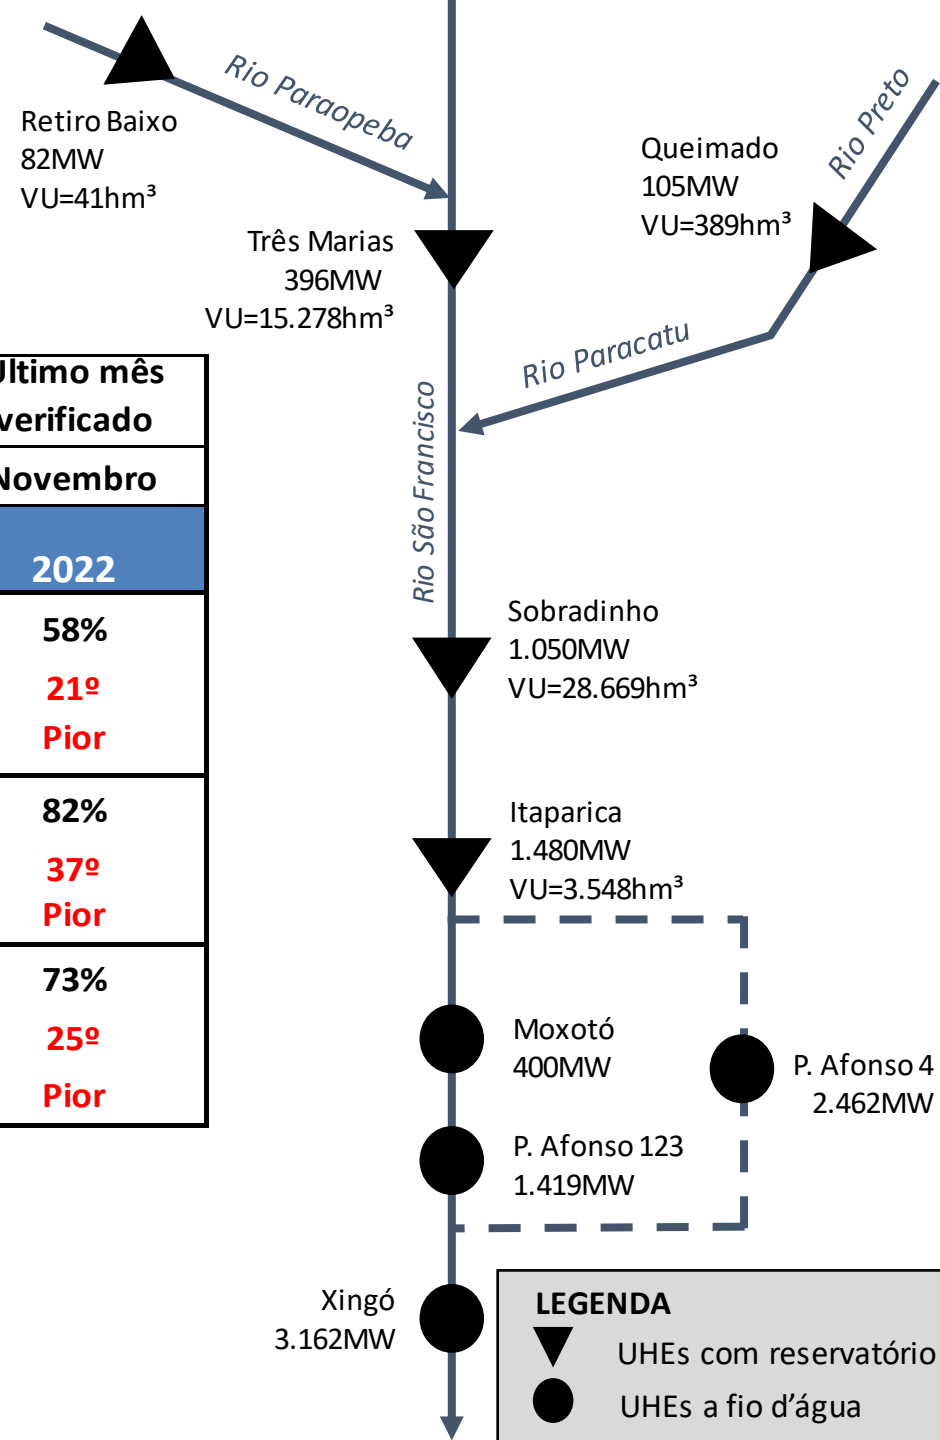 Rio Paraopeba
Retiro Baixo
82MW
VU=41hm³
Rio Preto
Queimado
105MW
VU=389hm³
Três Marias
396MW
VU=15.278hm³
Rio Paracatu
Rio São Francisco
Último mês
verificado
Novembro
2022
58%
21º
Pior
82%
37º
Pior
73%
25º
Pior
Sobradinho
1.050MW
VU=28.669hm³
Itaparica
1.480MW
VU=3.548hm³
Moxotó
400MW
P. Afonso 4
2.462MW
P. Afonso 123
1.419MW
Xingó
3.162MW
LEGENDA
UHEs com reservatório
UHEs a fio d'água